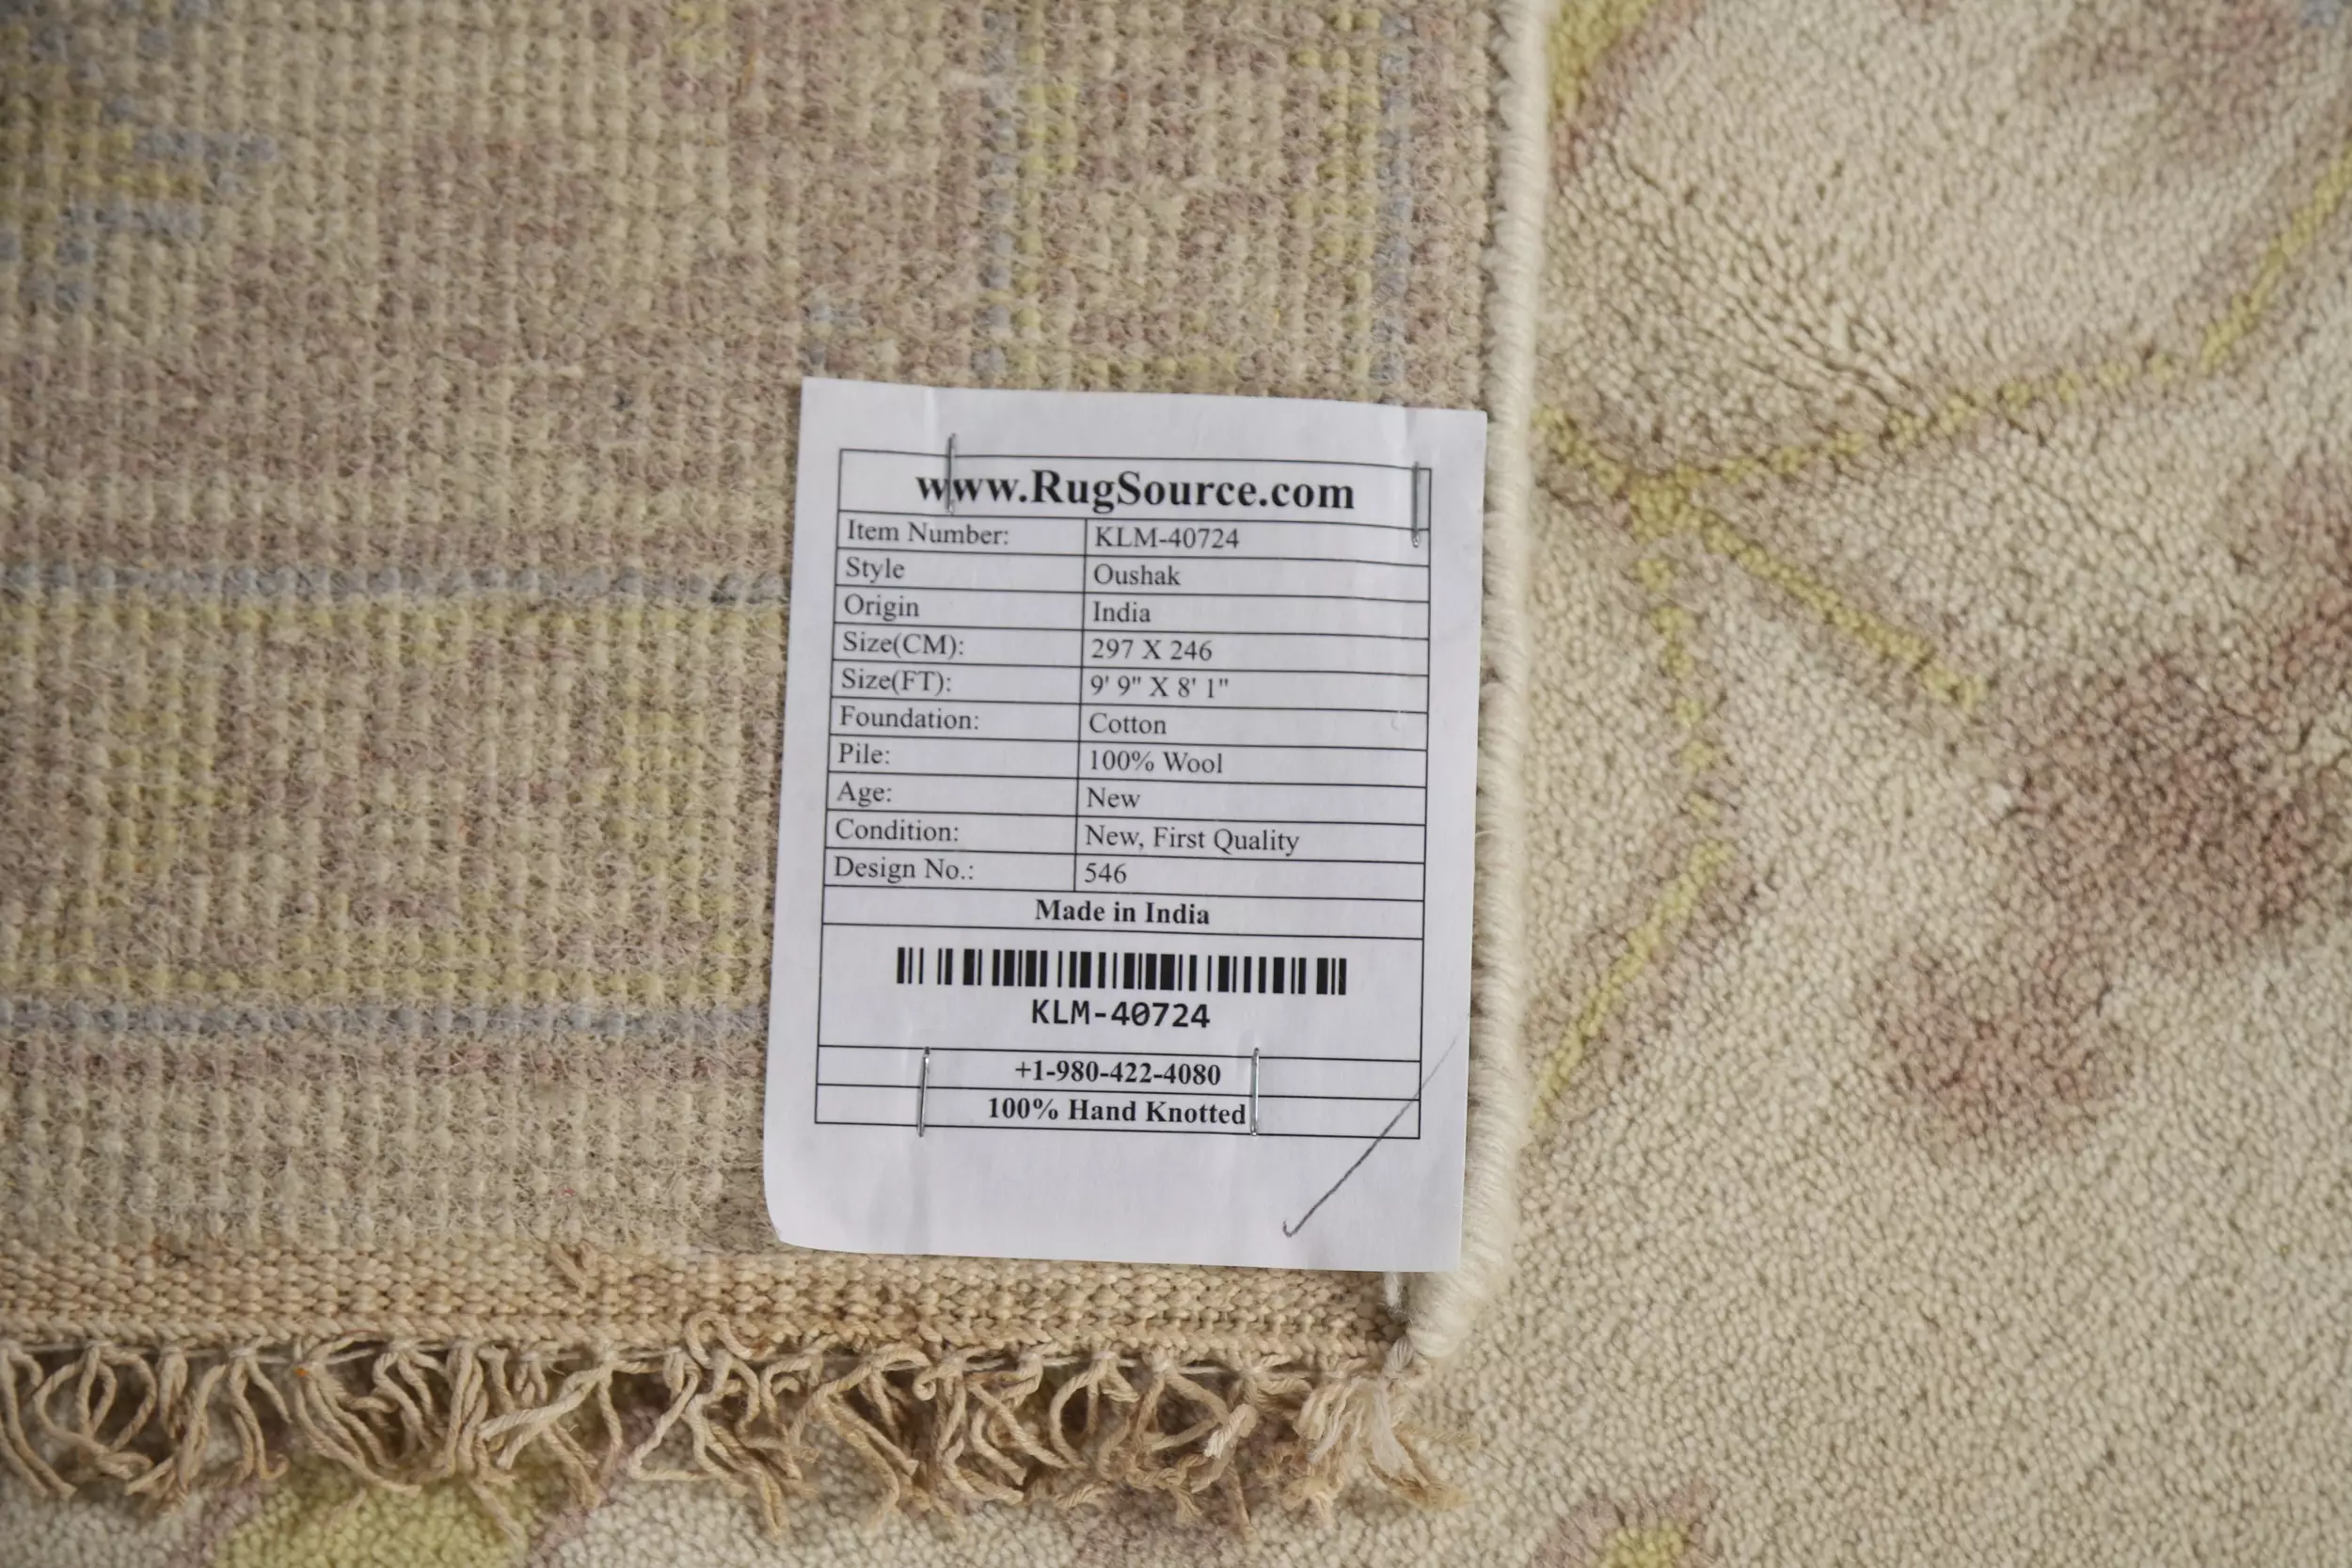 www.RugSource.com
Item Number: KLM-40724
Style Oushak
Origin India
Size(CM): 297 X 246
Size(FT): 9' 9" X 8' 1"
Foundation: Cotton
Pile: 100% Wool
Age: New
Condition: New, First Quality
Design No.: 546
Made in India
KLM-40724
+1-980-422-4080
100% Hand Knotted